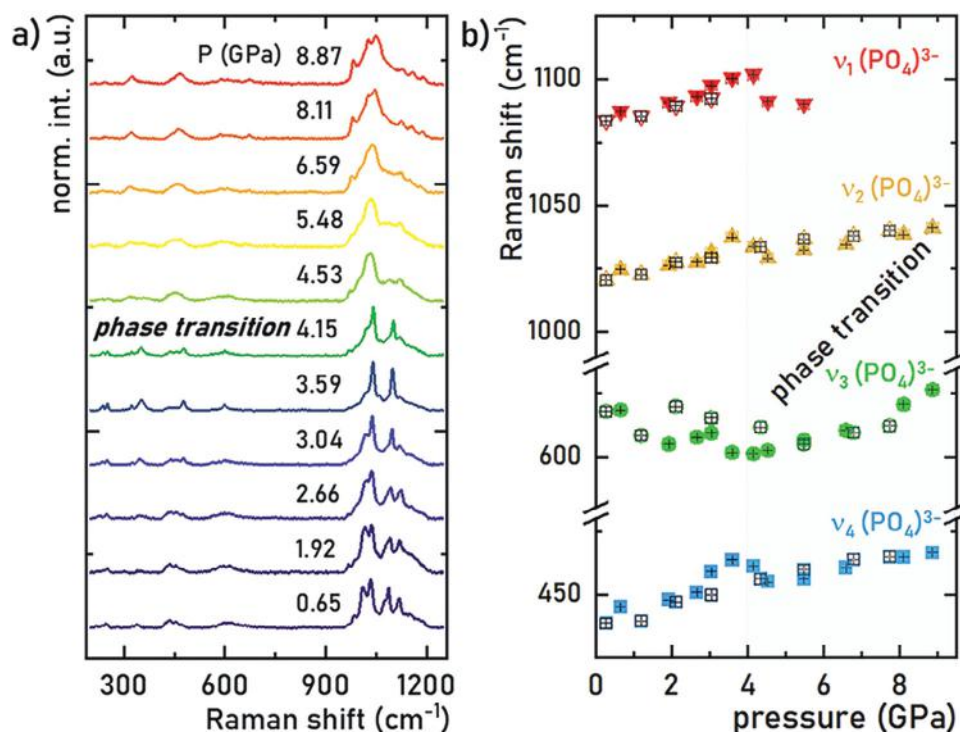 a)
norm. int. (a.u.)
P (GPa) 8.87
8.11
6.59
5.48
4.53
phase transition 4.15
3.59
3.04
2.66
1.92
0.65
300 600 900 1200
Raman shift (cm⁻¹)
b)
Raman shift (cm⁻¹)
1100
1050
1000
600
450
ν₁ (PO₄)³⁻
ν₂ (PO₄)³⁻
phase transition
ν₃ (PO₄)³⁻
ν₄ (PO₄)³⁻
0 2 4 6 8
pressure (GPa)